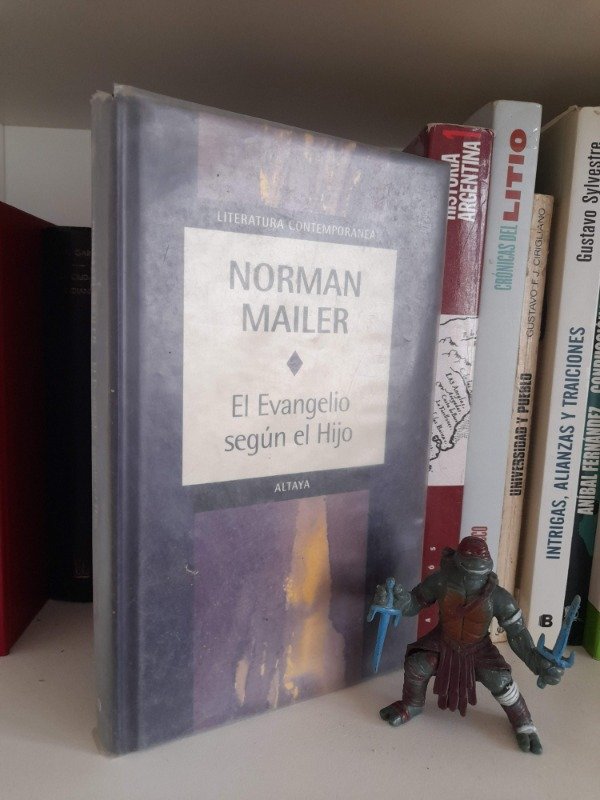 LITERATURA CONTEMPORÁNEA
NORMAN
MAILER
El Evangelio
según el Hijo
ALTAYA
HISTORIA
ARGENTINA 1
CRÓNICAS DEL LITIO
UNIVERSIDAD Y PUEBLO
GUSTAVO F. J. CIRIGLIANO
INTRIGAS, ALIANZAS Y TRAICIONES
Gustavo Sylvestre
B
ANÍBAL FERNÁNDEZ